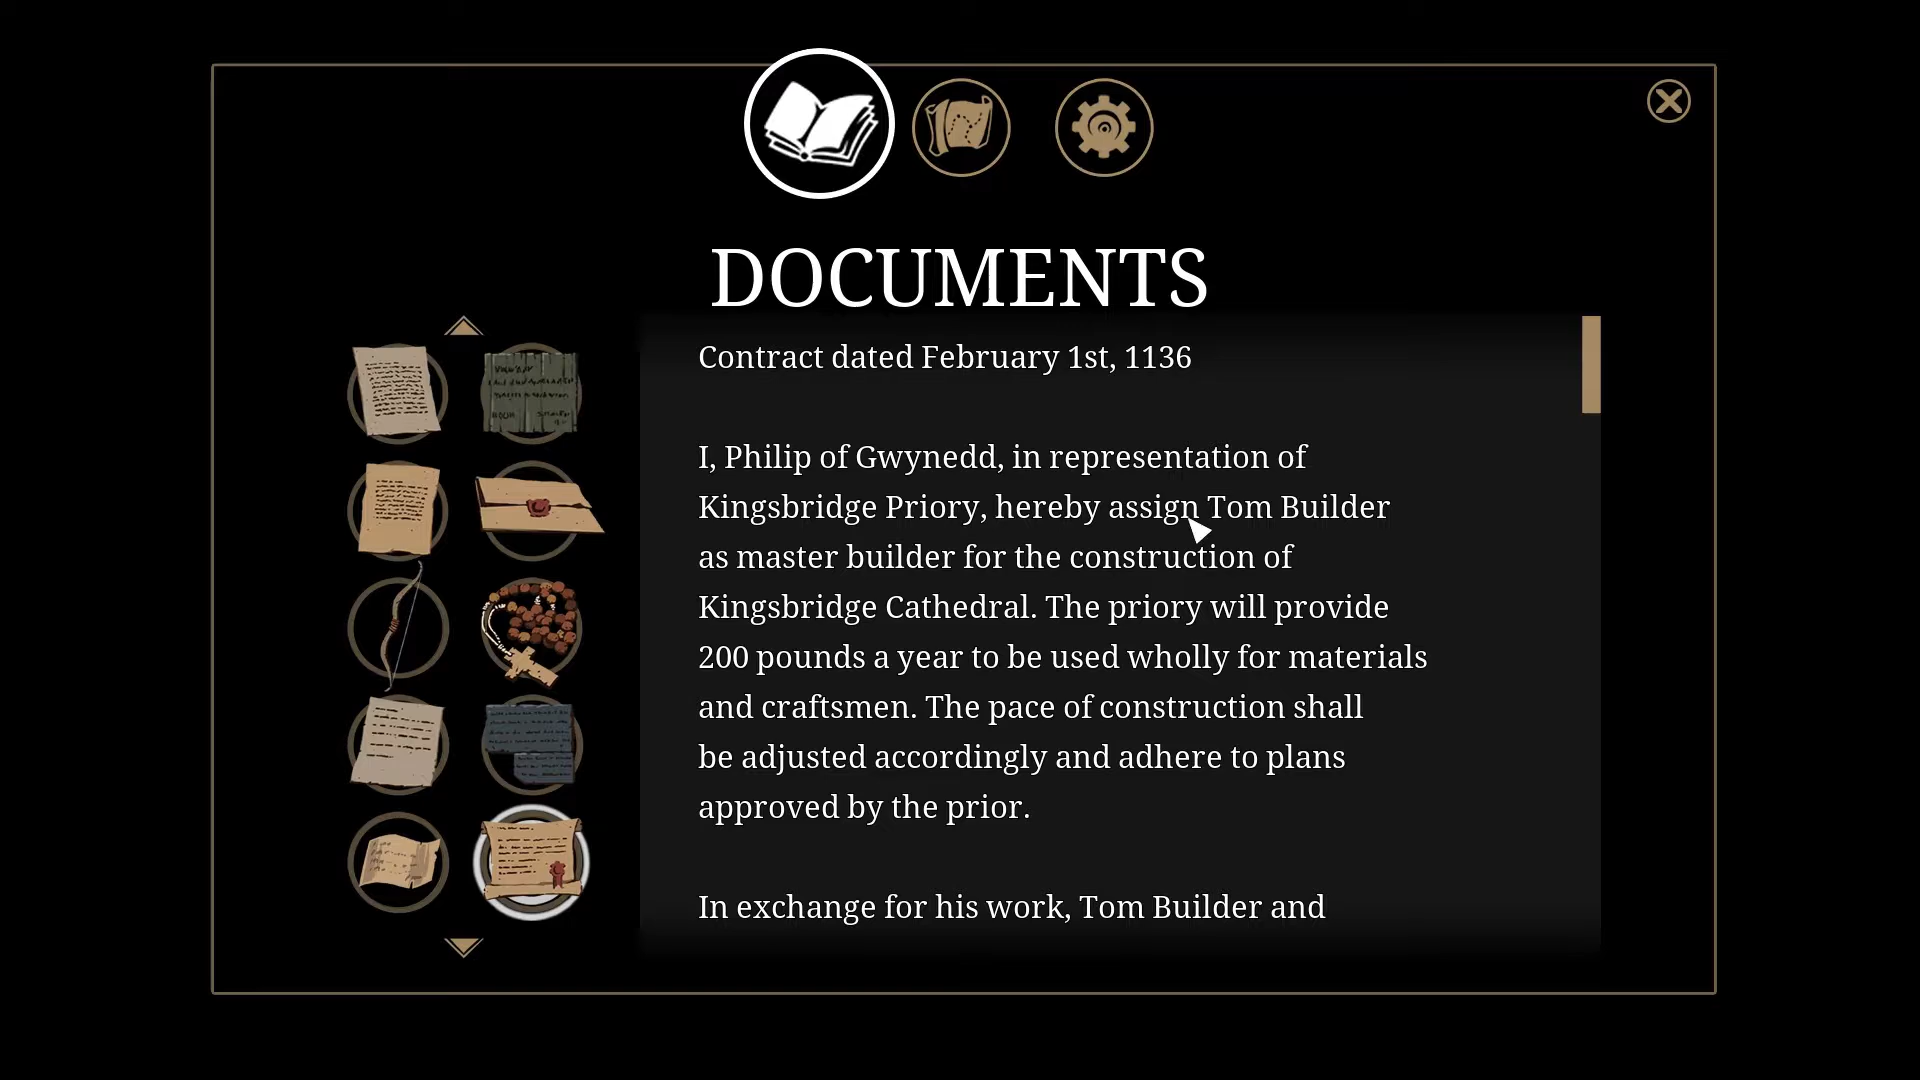 DOCUMENTS
Contract dated February 1st, 1136
I, Philip of Gwynedd, in representation of
Kingsbridge Priory, hereby assign Tom Builder
as master builder for the construction of
Kingsbridge Cathedral. The priory will provide
200 pounds a year to be used wholly for materials
and craftsmen. The pace of construction shall
be adjusted accordingly and adhere to plans
approved by the prior.
In exchange for his work, Tom Builder and